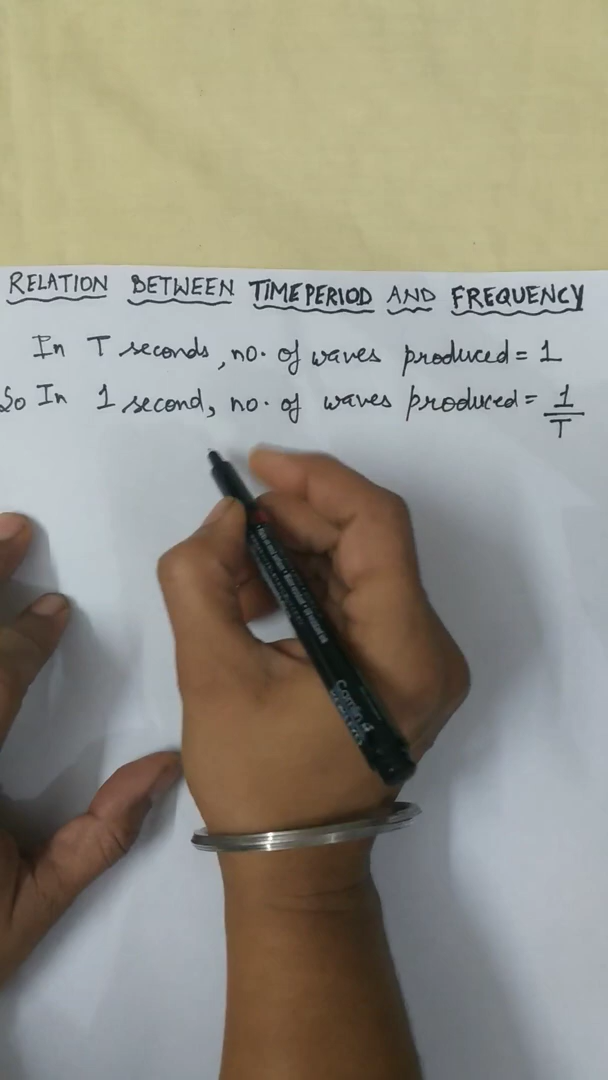 RELATION BETWEEN TIMEPERIOD AND FREQUENCY
In T seconds, no. of waves produced = 1
So In 1 second, no. of waves produced = 1/T
Camlin